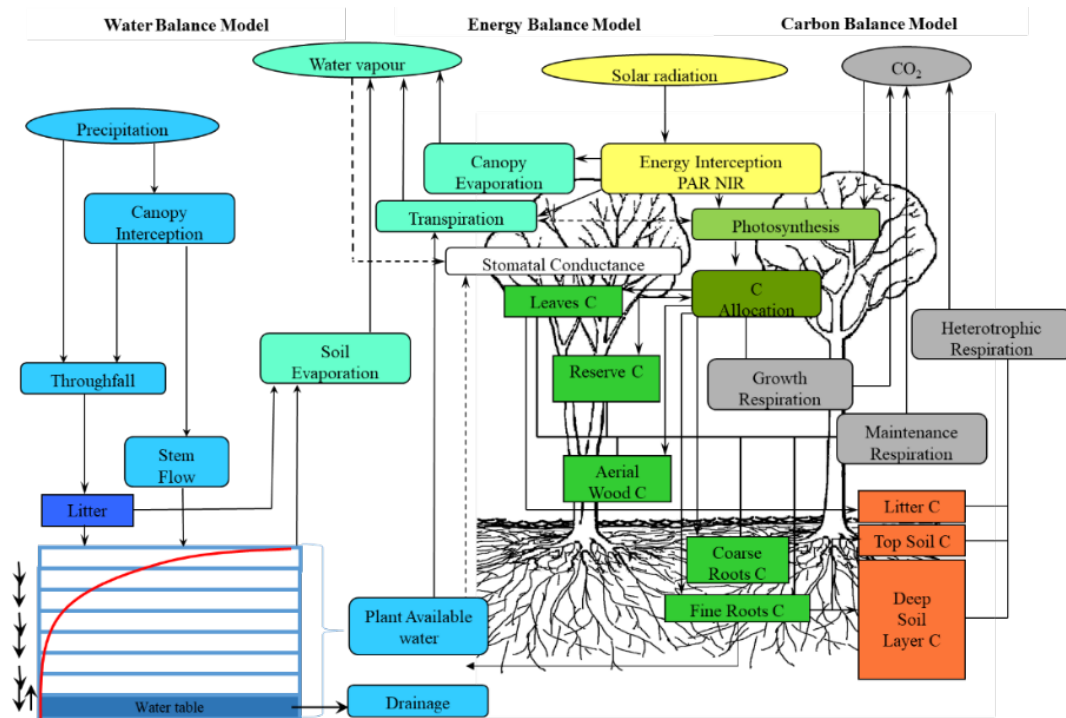 Water Balance Model
Energy Balance Model
Carbon Balance Model
Water vapour
Solar radiation
CO₂
Precipitation
Canopy
Evaporation
Energy Interception
PAR NIR
Canopy
Interception
Transpiration
Photosynthesis
Stomatal Conductance
Leaves C
C
Allocation
Heterotrophic
Respiration
Soil
Evaporation
Throughfall
Reserve C
Growth
Respiration
Maintenance
Respiration
Stem
Flow
Aerial
Wood C
Litter
Litter C
Top Soil C
Coarse
Roots C
Fine Roots C
Deep
Soil
Layer C
Plant Available
water
Water table
Drainage